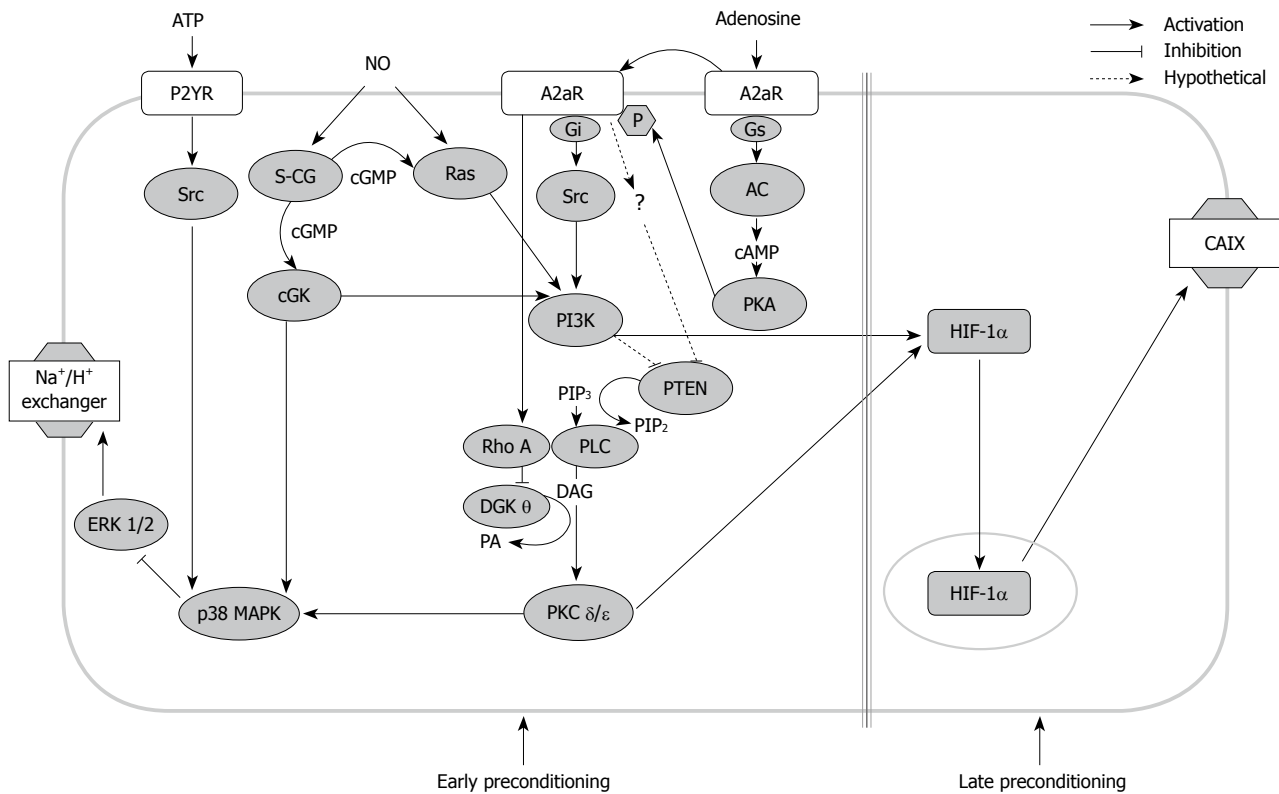 ATP
Adenosine
Activation
Inhibition
Hypothetical
NO
P2YR
A2aR
A2aR
P
Gi
Gs
S-CG
cGMP
Ras
Src
Src
?
AC
cGMP
cAMP
CAIX
cGK
PKA
PI3K
HIF-1α
Na⁺/H⁺
exchanger
PTEN
PIP₃
PIP₂
Rho A
PLC
DAG
DGK θ
ERK 1/2
PA
HIF-1α
p38 MAPK
PKC δ/ε
Early preconditioning
Late preconditioning